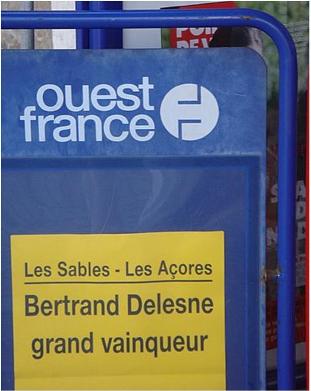 ouest
france
Les Sables - Les Açores
Bertrand Delesne
grand vainqueur